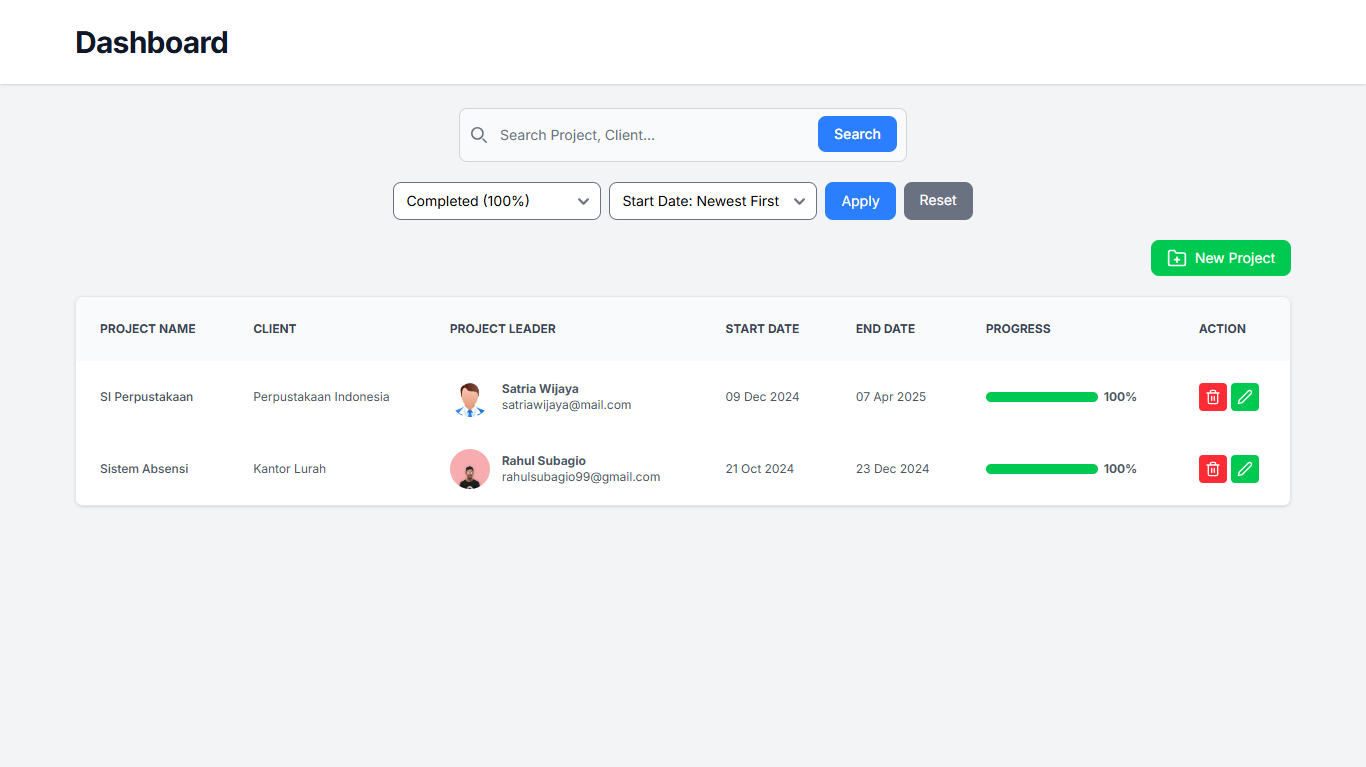 Dashboard
Search Project, Client...
Search
Completed (100%)
Start Date: Newest First
Apply
Reset
New Project
PROJECT NAME CLIENT PROJECT LEADER START DATE END DATE PROGRESS ACTION
Satria Wijaya
SI Perpustakaan Perpustakaan Indonesia satriawijaya@mail.com 09 Dec 2024 07 Apr 2025 100%
Rahul Subagio
Sistem Absensi Kantor Lurah rahulsubagio99@gmail.com 21 Oct 2024 23 Dec 2024 100%